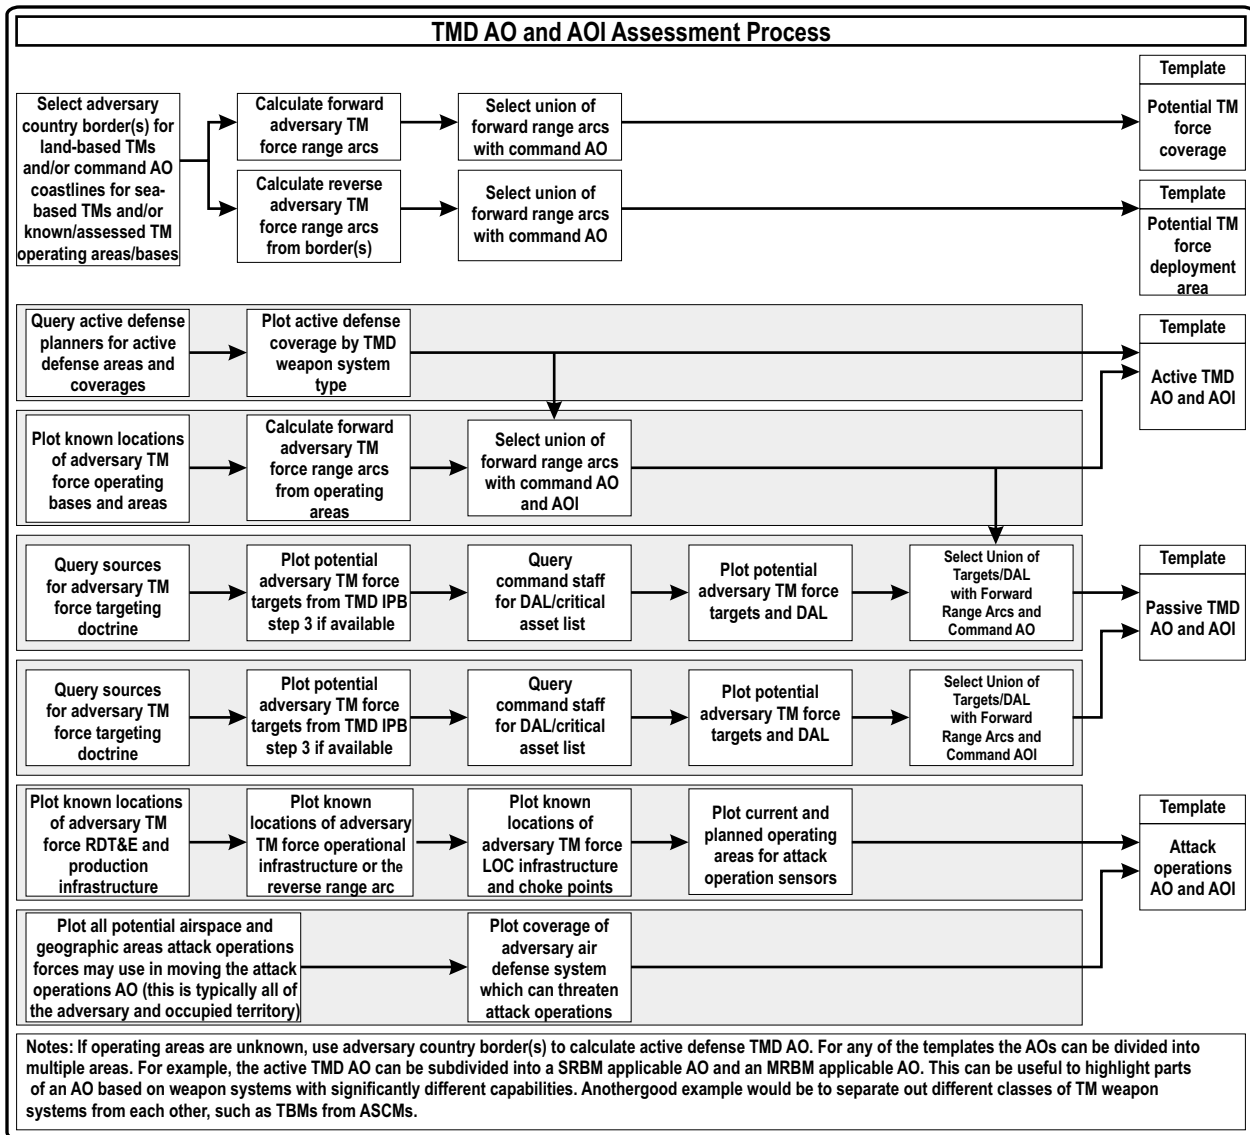 TMD AO and AOI Assessment Process
Select adversary
country border(s) for
land-based TMs
and/or command AO
coastlines for sea-
based TMs and/or
known/assessed TM
operating areas/bases
Calculate forward
adversary TM
force range arcs
Select union of
forward range arcs
with command AO
Template
Potential TM
force
coverage
Calculate reverse
adversary TM
force range arcs
from border(s)
Select union of
forward range arcs
with command AO
Template
Potential TM
force
deployment
area
Query active defense
planners for active
defense areas and
coverages
Plot active defense
coverage by TMD
weapon system
type
Template
Active TMD
AO and AOI
Plot known locations
of adversary TM
force operating
bases and areas
Calculate forward
adversary TM
force range arcs
from operating
areas
Select union of
forward range arcs
with command AO
and AOI
Query sources
for adversary TM
force targeting
doctrine
Plot potential
adversary TM force
targets from TMD IPB
step 3 if available
Query
command staff
for DAL/critical
asset list
Plot potential
adversary TM force
targets and DAL
Select Union of
Targets/DAL
with Forward
Range Arcs and
Command AO
Template
Passive TMD
AO and AOI
Query sources
for adversary TM
force targeting
doctrine
Plot potential
adversary TM force
targets from TMD IPB
step 3 if available
Query
command staff
for DAL/critical
asset list
Plot potential
adversary TM force
targets and DAL
Select Union of
Targets/DAL
with Forward
Range Arcs and
Command AOI
Plot known locations
of adversary TM
force RDT&E and
production
infrastructure
Plot known
locations of adversary
TM force operational
infrastructure or the
reverse range arc
Plot known
locations of
adversary TM force
LOC infrastructure
and choke points
Plot current and
planned operating
areas for attack
operation sensors
Template
Attack
operations
AO and AOI
Plot all potential airspace and
geographic areas attack operations
forces may use in moving the attack
operations AO (this is typically all of
the adversary and occupied territory)
Plot coverage of
adversary air
defense system
which can threaten
attack operations
Notes: If operating areas are unknown, use adversary country border(s) to calculate active defense TMD AO. For any of the templates the AOs can be divided into
multiple areas. For example, the active TMD AO can be subdivided into a SRBM applicable AO and an MRBM applicable AO. This can be useful to highlight parts
of an AO based on weapon systems with significantly different capabilities. Anothergood example would be to separate out different classes of TM weapon
systems from each other, such as TBMs from ASCMs.